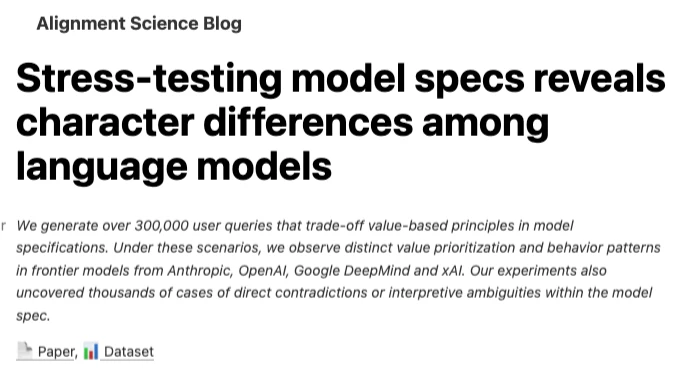 Alignment Science Blog
Stress-testing model specs reveals
character differences among
language models
r We generate over 300,000 user queries that trade-off value-based principles in model
specifications. Under these scenarios, we observe distinct value prioritization and behavior patterns
in frontier models from Anthropic, OpenAI, Google DeepMind and xAI. Our experiments also
uncovered thousands of cases of direct contradictions or interpretive ambiguities within the model
spec.
Paper, Dataset